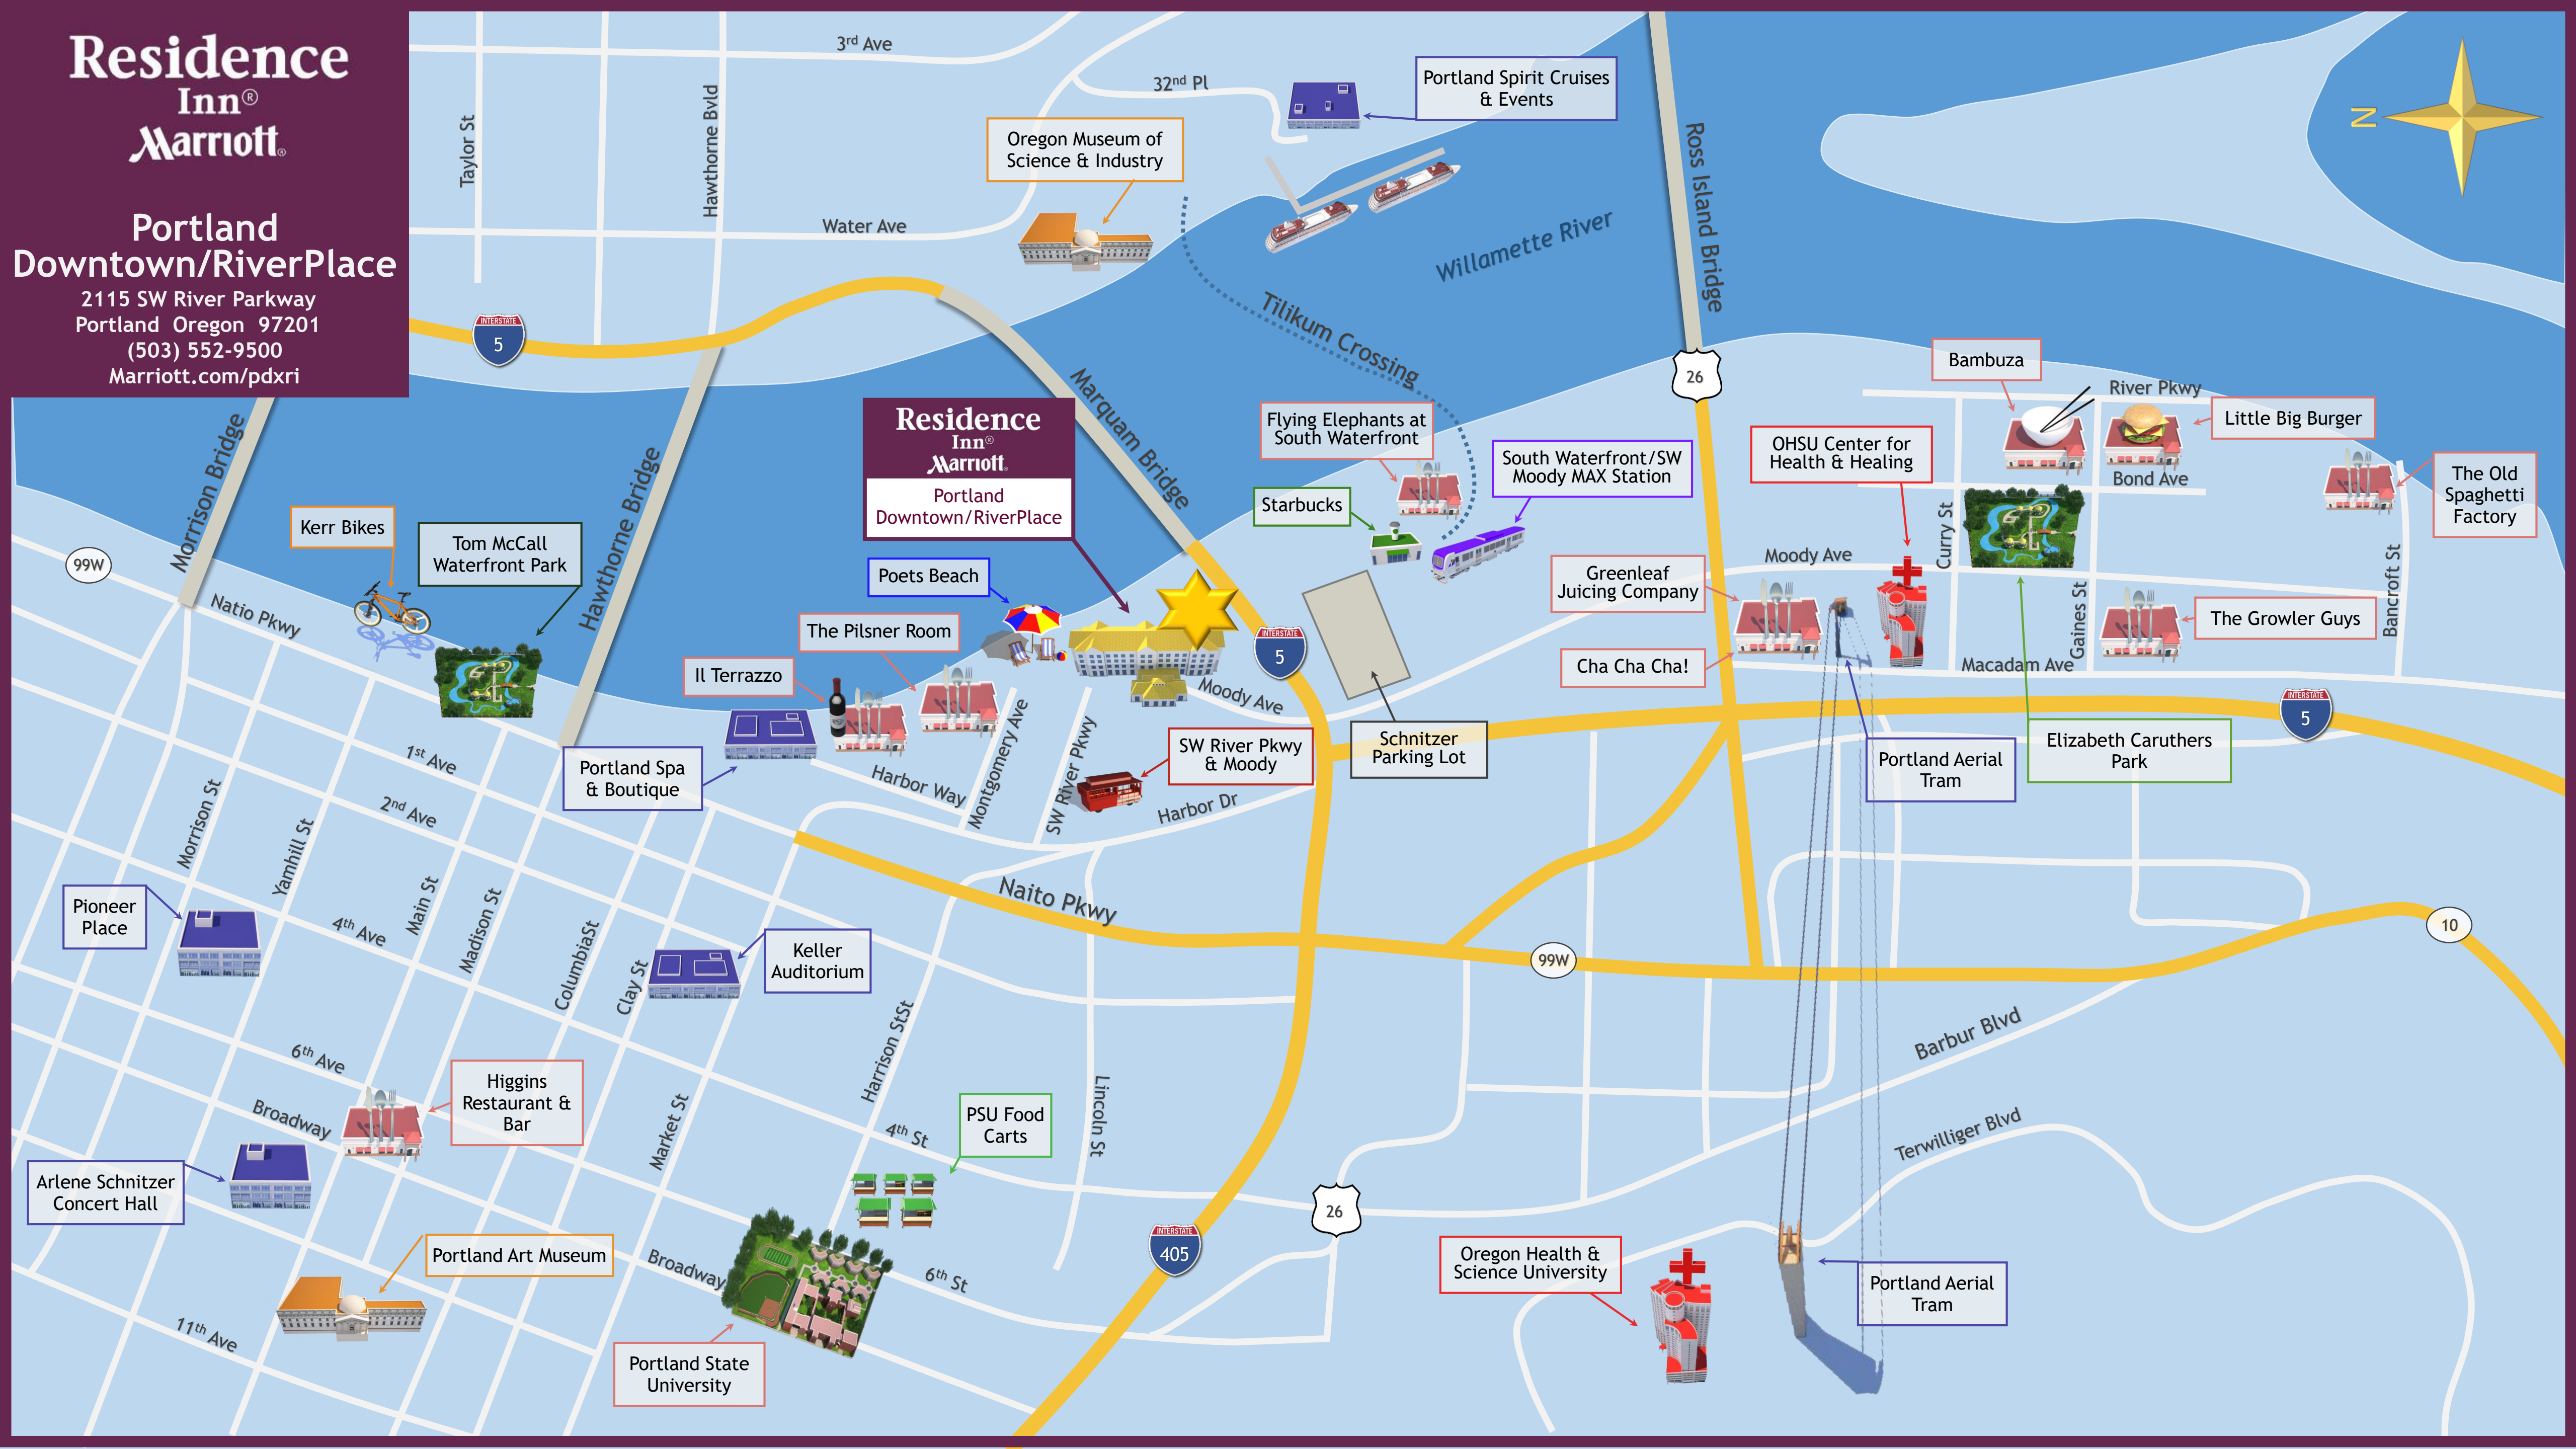 Residence
Inn®
Marriott.
Portland
Downtown/RiverPlace
2115 SW River Parkway
Portland Oregon 97201
(503) 552-9500
Marriott.com/pdxri
3rd Ave
32nd Pl
Portland Spirit Cruises
& Events
Taylor St
Hawthorne Bvld
Oregon Museum of
Science & Industry
Water Ave
Ross Island Bridge
Willamette River
N
INTERSTATE
5
Tilikum Crossing
26
Morrison Bridge
Hawthorne Bridge
Marquam Bridge
Residence
Inn®
Marriott.
Portland
Downtown/RiverPlace
Flying Elephants at
South Waterfront
South Waterfront/SW
Moody MAX Station
Starbucks
OHSU Center for
Health & Healing
Bambuza
River Pkwy
Little Big Burger
Bond Ave
The Old
Spaghetti
Factory
Kerr Bikes
Tom McCall
Waterfront Park
99W
Natio Pkwy
Poets Beach
The Pilsner Room
Il Terrazzo
Portland Spa
& Boutique
Harbor Way
Montgomery Ave
SW River Pkwy
Moody Ave
INTERSTATE
5
SW River Pkwy
& Moody
Harbor Dr
Schnitzer
Parking Lot
Greenleaf
Juicing Company
Cha Cha Cha!
Moody Ave
Curry St
Gaines St
Bancroft St
The Growler Guys
Macadam Ave
INTERSTATE
5
Portland Aerial
Tram
Elizabeth Caruthers
Park
1st Ave
2nd Ave
4th Ave
Morrison St
Yamhill St
Main St
Madison St
ColumbiaSt
Clay St
Pioneer
Place
Keller
Auditorium
Naito Pkwy
99W
10
Harrison StSt
Lincoln St
Market St
6th Ave
Broadway
Higgins
Restaurant &
Bar
Arlene Schnitzer
Concert Hall
Portland Art Museum
11th Ave
PSU Food
Carts
4th St
6th St
Broadway
Portland State
University
INTERSTATE
405
26
Barbur Blvd
Terwilliger Blvd
Oregon Health &
Science University
Portland Aerial
Tram